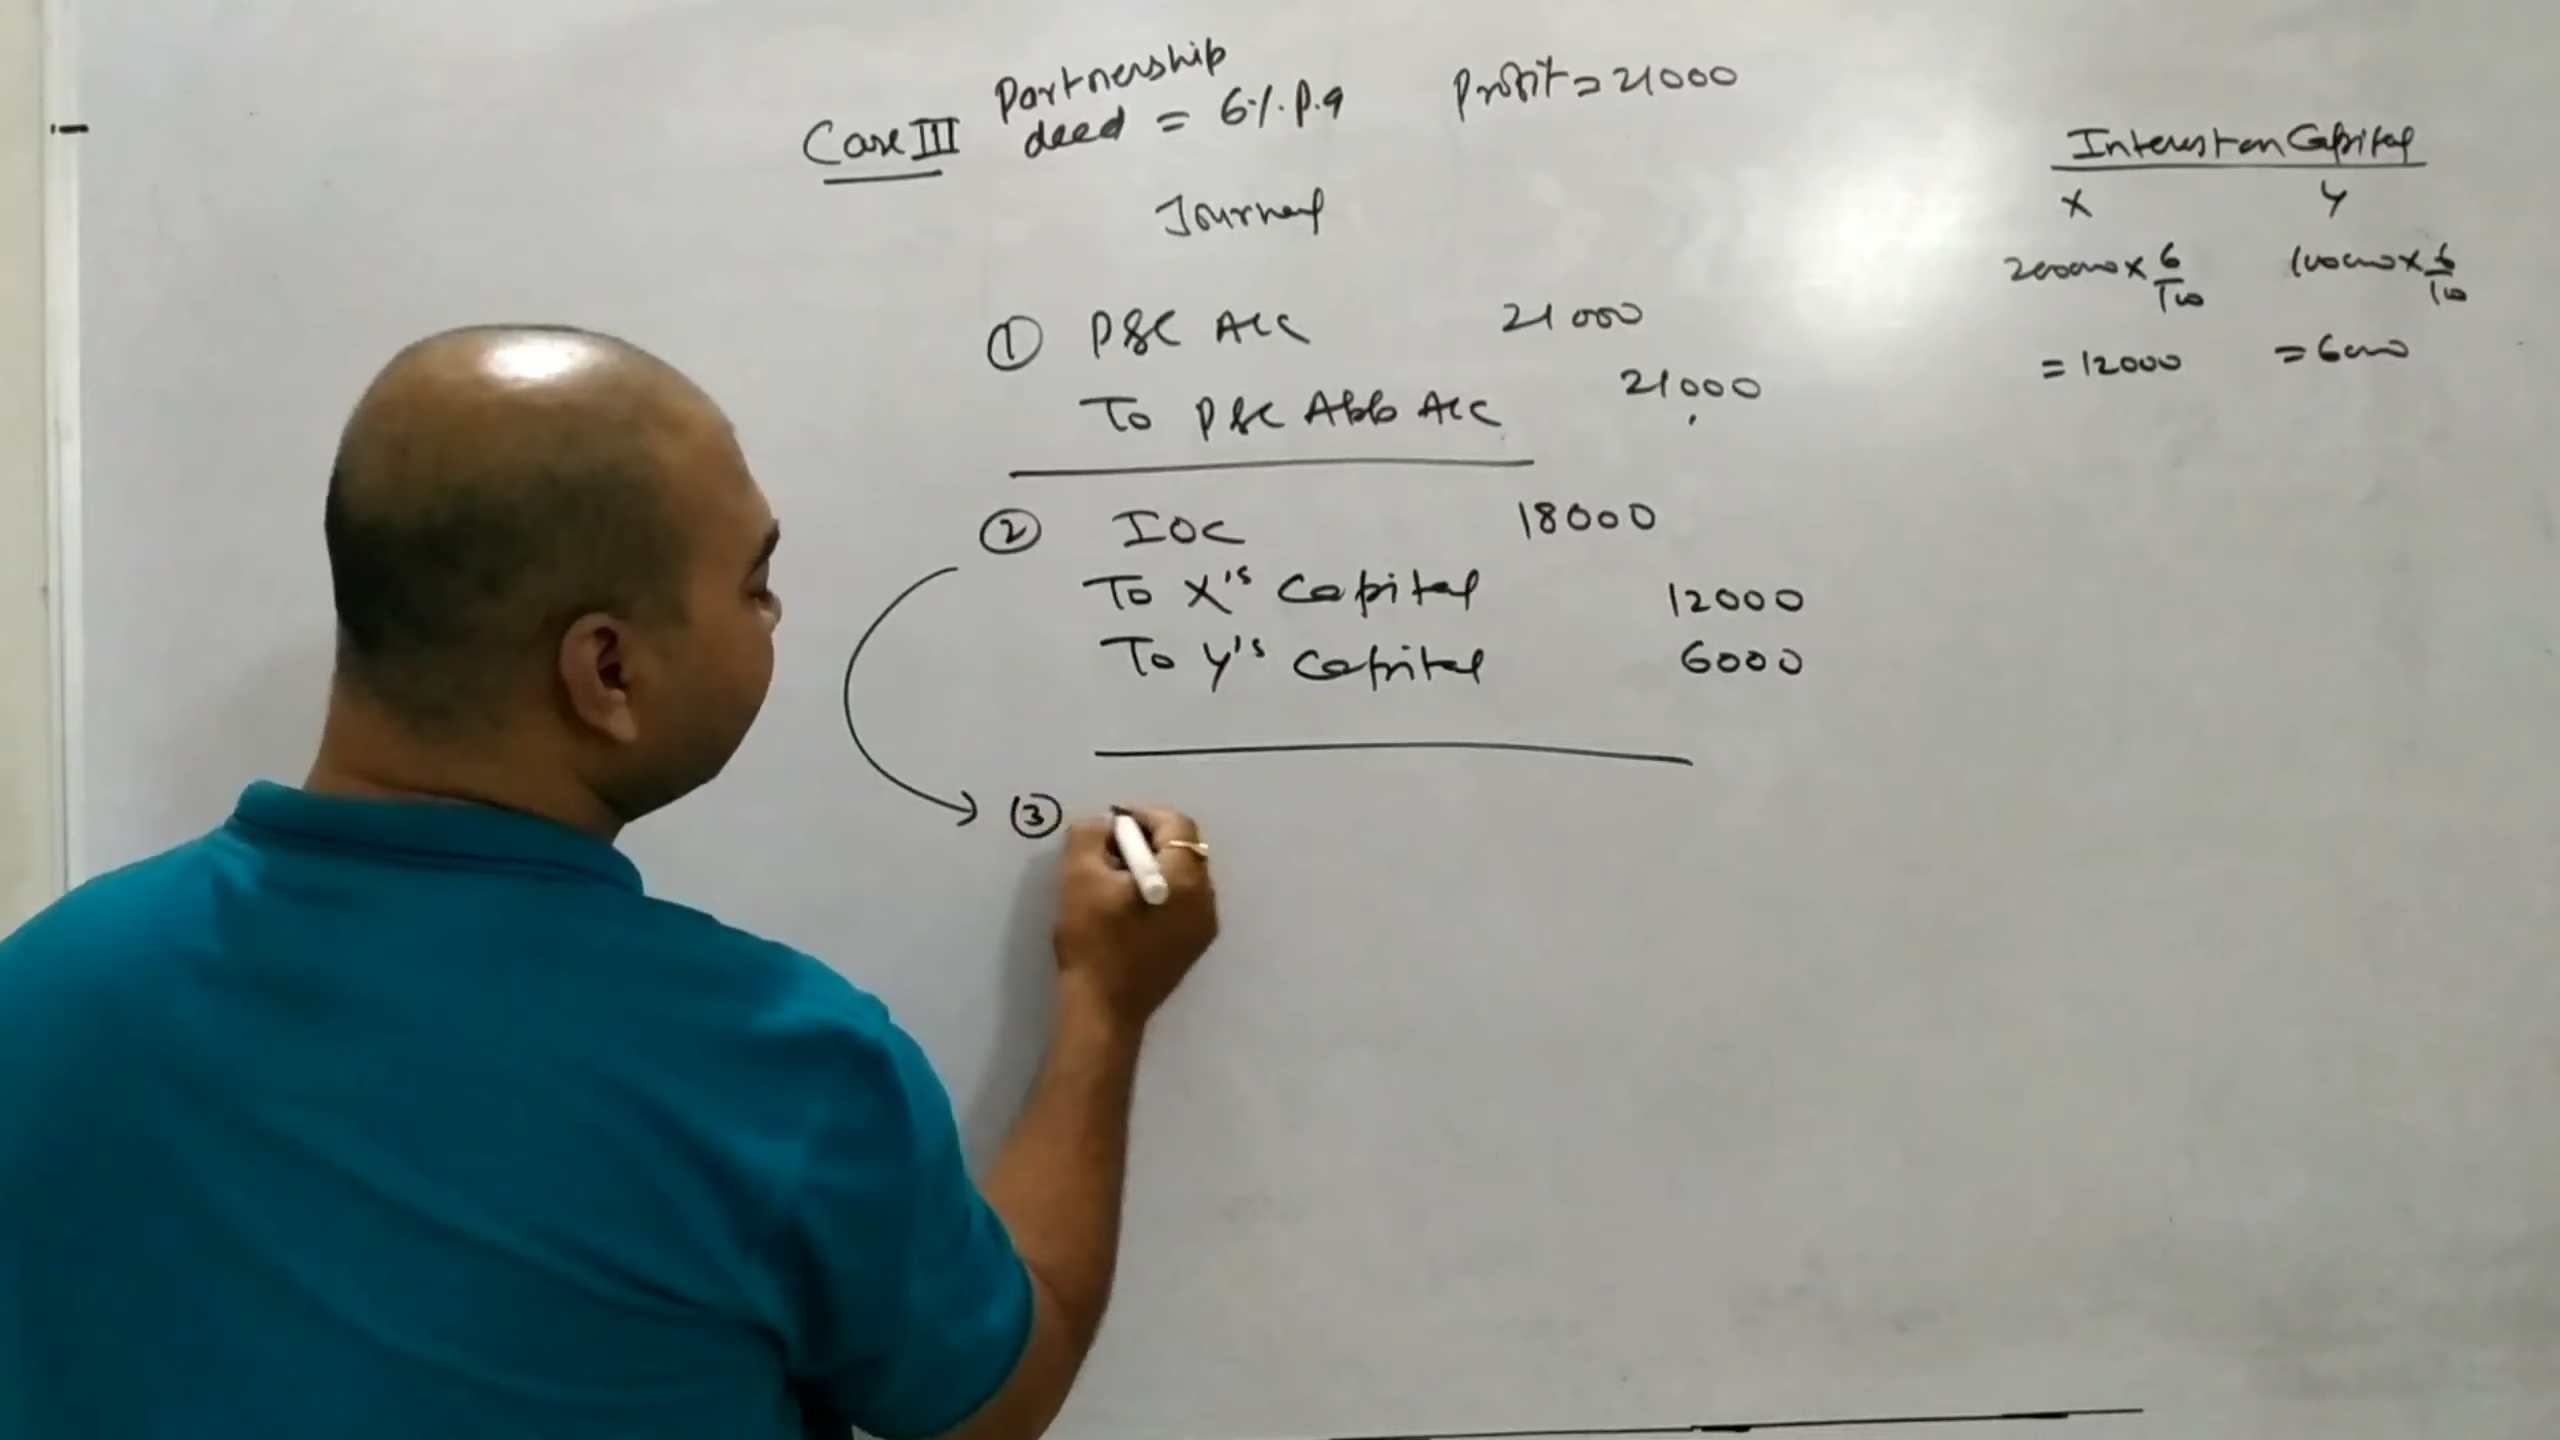 Case III Partnership deed = 6%. P.a Profit = 21000
Journal
① P&L A/c 21000
To P&L App A/c 21000
② IOC 18000
To X's Capital 12000
To Y's Capital 6000
③
Interest on Capital
X Y
200000 × 6/100 100000 × 6/100
= 12000 = 6000